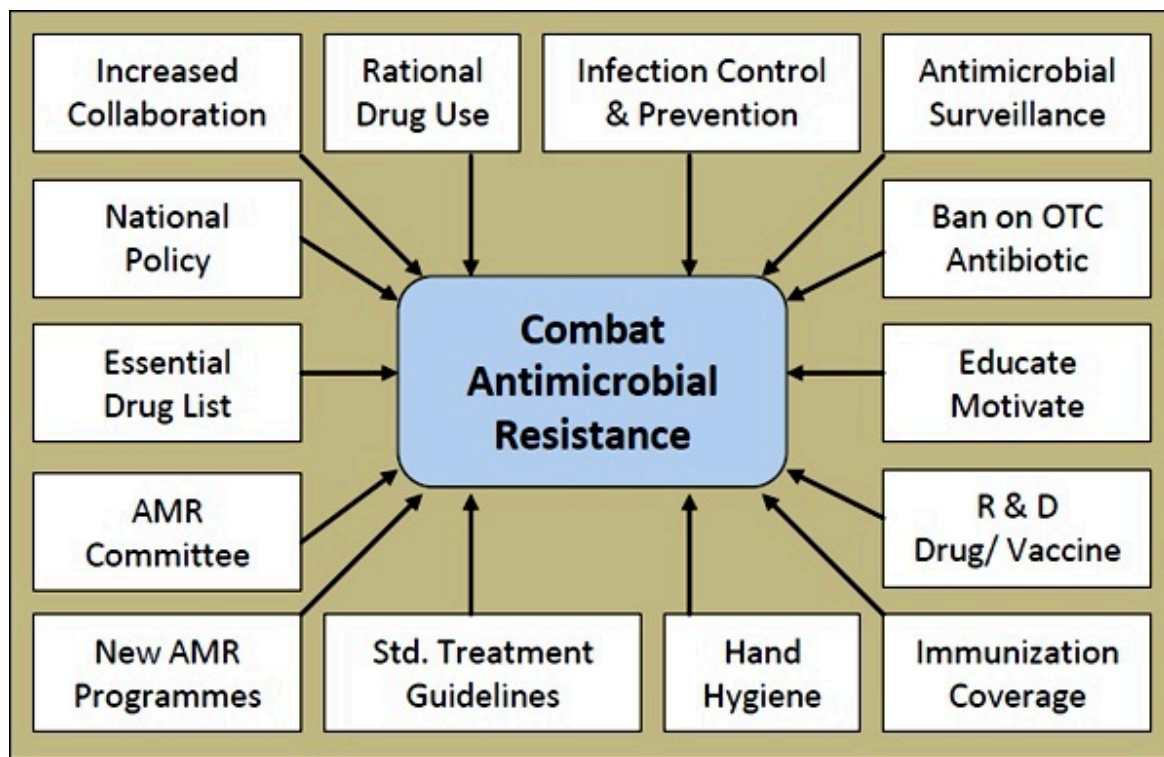 Increased
Collaboration
Rational
Drug Use
Infection Control
& Prevention
Antimicrobial
Surveillance
National
Policy
Ban on OTC
Antibiotic
Combat
Antimicrobial
Resistance
Essential
Drug List
Educate
Motivate
AMR
Committee
R & D
Drug/ Vaccine
New AMR
Programmes
Std. Treatment
Guidelines
Hand
Hygiene
Immunization
Coverage